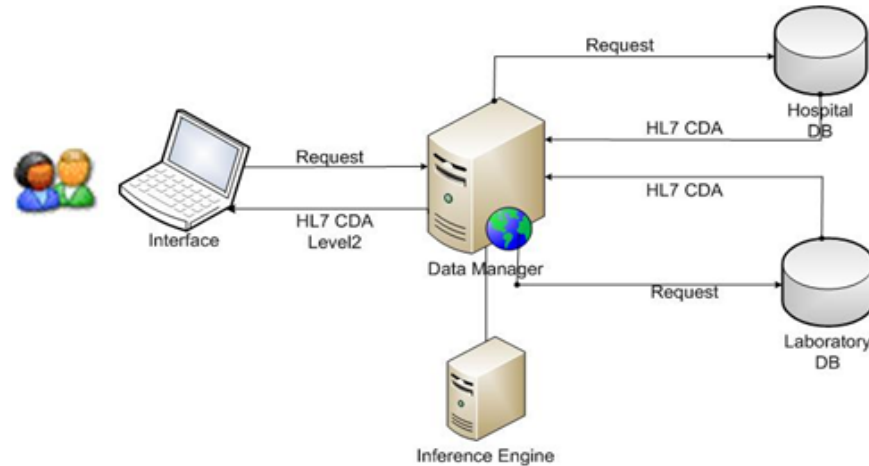 Request
Hospital
DB
HL7 CDA
Request
HL7 CDA
HL7 CDA
Level2
Interface
Data Manager
Request
Laboratory
DB
Inference Engine